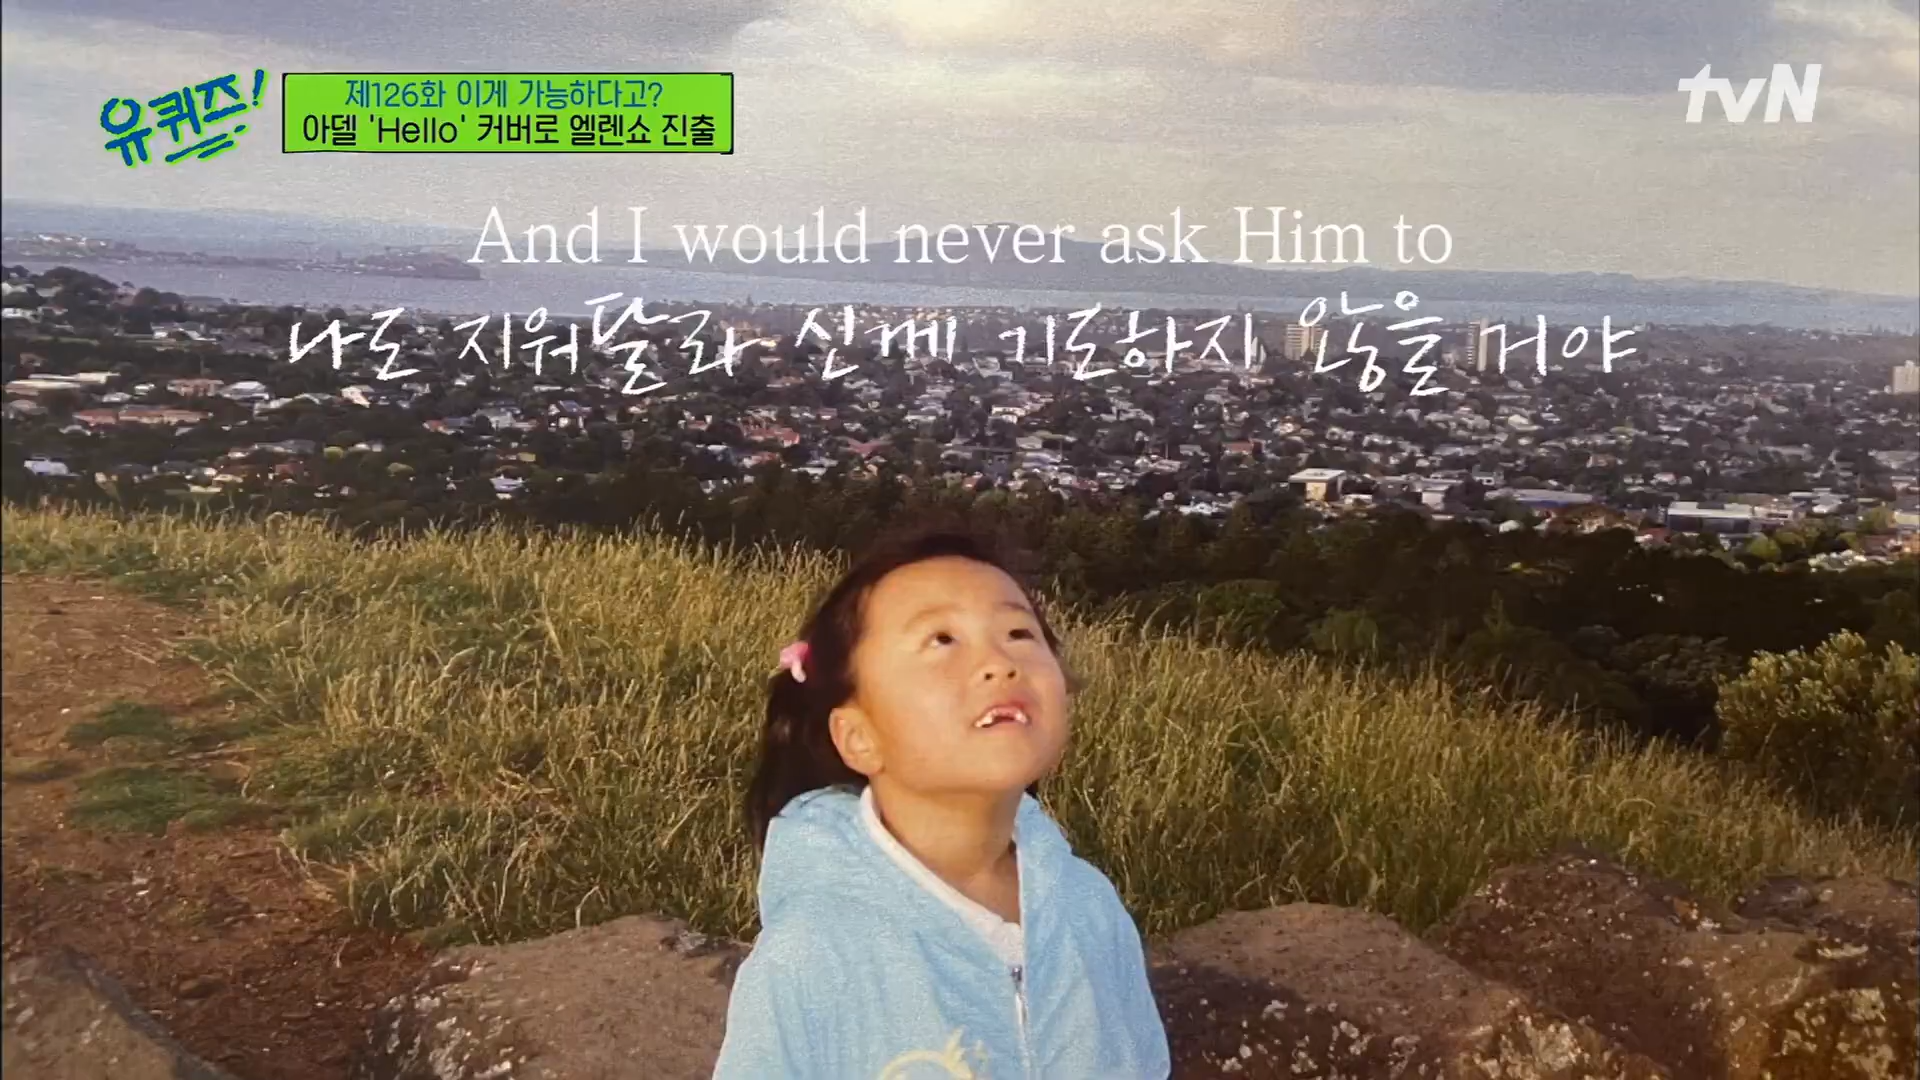 유퀴즈!
제126화 이게 가능하다고?
아델 'Hello' 커버로 엘렌쇼 진출
tvN
And I would never ask Him to
나도 지워달라 신께 기도하지 않을 거야